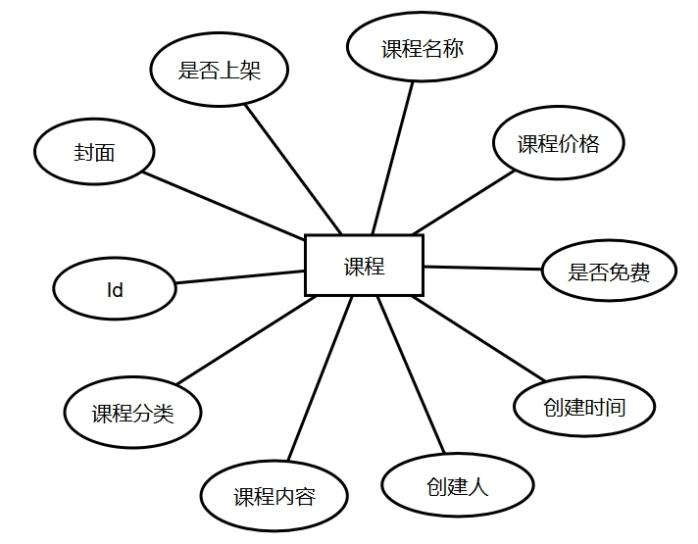 课程名称
是否上架
课程价格
封面
课程
是否免费
Id
创建时间
课程分类
创建人
课程内容